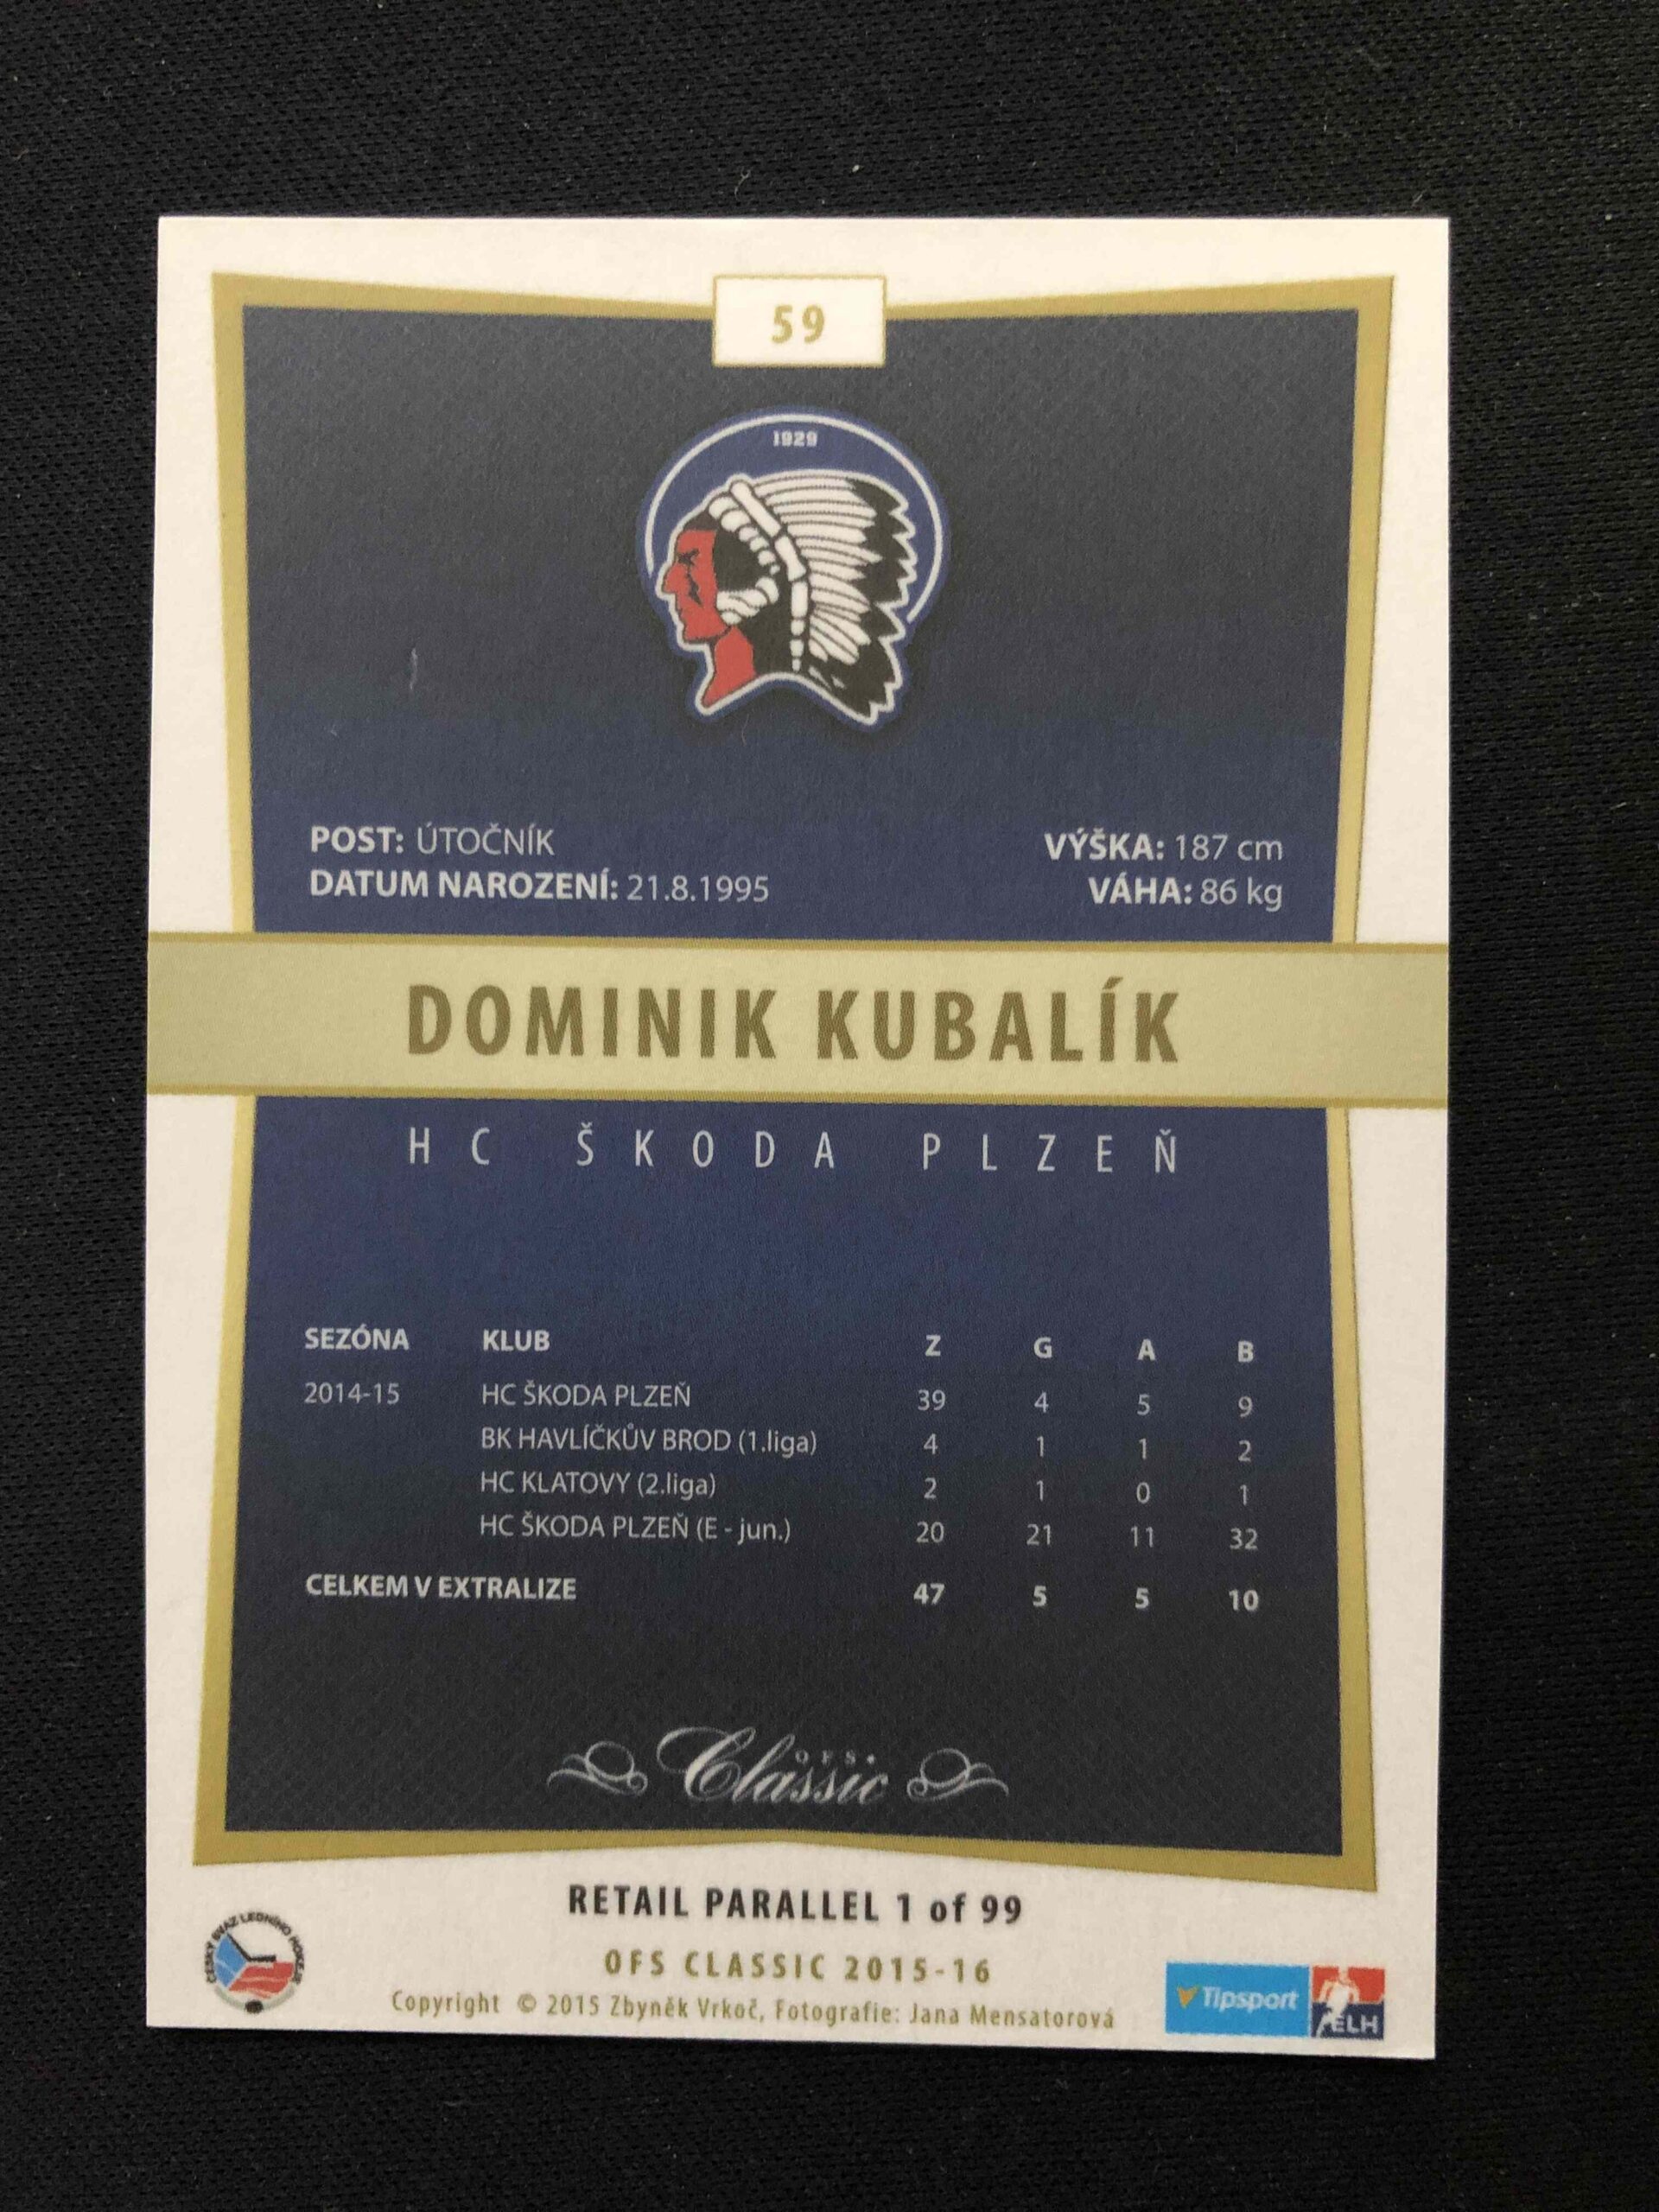 59
1929
POST: ÚTOČNÍK
DATUM NAROZENÍ: 21.8.1995
VÝŠKA: 187 cm
VÁHA: 86 kg
DOMINIK KUBALÍK
HC ŠKODA PLZEŇ
SEZÓNA KLUB Z G A B
2014-15 HC ŠKODA PLZEŇ 39 4 5 9
BK HAVLÍČKŮV BROD (1.liga) 4 1 1 2
HC KLATOVY (2.liga) 2 1 0 1
HC ŠKODA PLZEŇ (E - jun.) 20 21 11 32
CELKEM V EXTRALIZE 47 5 5 10
OFS
Classic
RETAIL PARALLEL 1 of 99
OFS CLASSIC 2015-16
Copyright © 2015 Zbyněk Vrkoč, Fotografie: Jana Mensatorová
ČESKÝ SVAZ LEDNÍHO HOKEJE
Tipsport
ELH